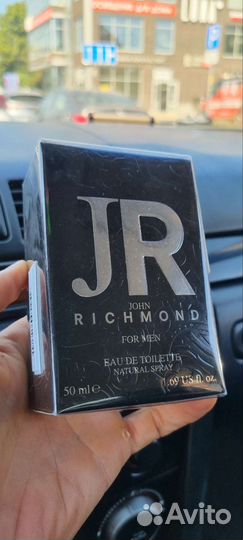 JR
JOHN
RICHMOND
FOR MEN
EAU DE TOILETTE
NATURAL SPRAY
50 ml e 1.69 US fl. oz.
Avito